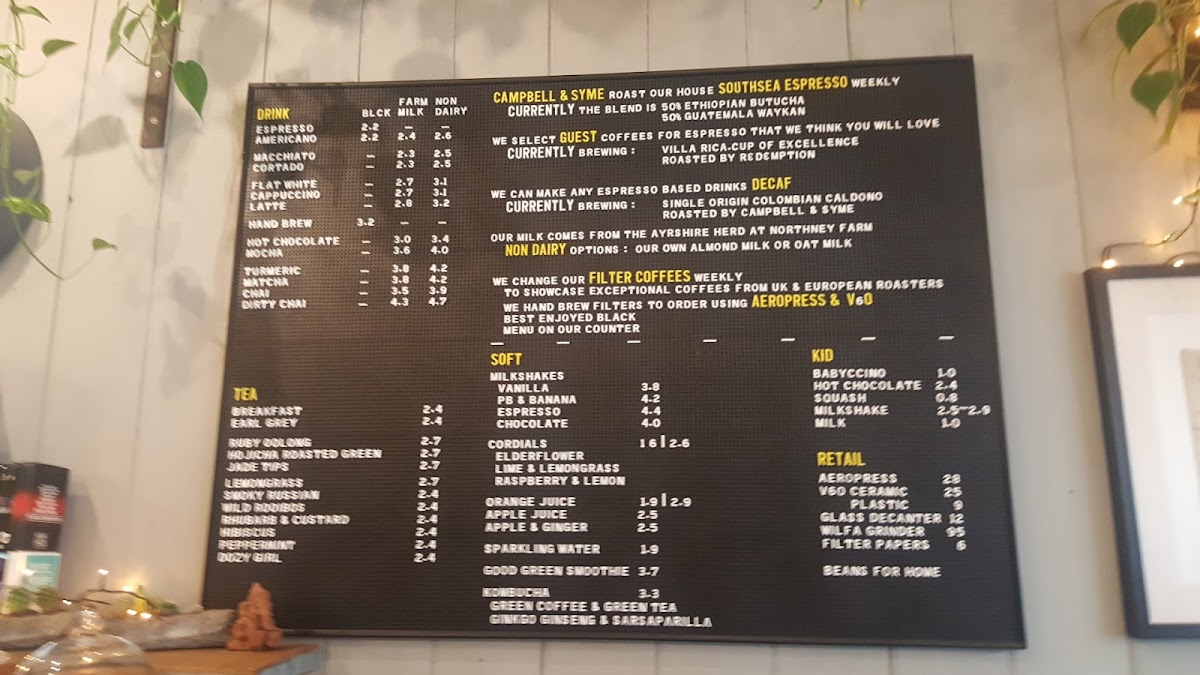 DRINK BLCK FARM MILK NON DAIRY
ESPRESSO 2.2 — —
AMERICANO 2.2 2.4 2.6
MACCHIATO — 2.3 2.5
CORTADO — 2.3 2.5
FLAT WHITE — 2.7 3.1
CAPPUCCINO — 2.7 3.1
LATTE — 2.8 3.2
HAND BREW 3.2 — —
HOT CHOCOLATE — 3.0 3.4
MOCHA — 3.6 4.0
TURMERIC — 3.8 4.2
MATCHA — 3.8 4.2
CHAI — 3.5 3.9
DIRTY CHAI — 4.3 4.7
TEA
BREAKFAST 2.4
EARL GREY 2.4
RUBY OOLONG 2.7
HOJICHA ROASTED GREEN 2.7
JADE TIPS 2.7
LEMONGRASS 2.7
SMOKY RUSSIAN 2.4
WILD ROOIBOS 2.4
RHUBARB & CUSTARD 2.4
HIBISCUS 2.4
PEPPERMINT 2.4
DOZY GIRL 2.4
CAMPBELL & SYME ROAST OUR HOUSE SOUTHSEA ESPRESSO WEEKLY
CURRENTLY THE BLEND IS 50% ETHIOPIAN BUTUCHA
50% GUATEMALA WAYKAN
WE SELECT GUEST COFFEES FOR ESPRESSO THAT WE THINK YOU WILL LOVE
CURRENTLY BREWING : VILLA RICA-CUP OF EXCELLENCE
ROASTED BY REDEMPTION
WE CAN MAKE ANY ESPRESSO BASED DRINKS DECAF
CURRENTLY BREWING : SINGLE ORIGIN COLOMBIAN CALDONO
ROASTED BY CAMPBELL & SYME
OUR MILK COMES FROM THE AYRSHIRE HERD AT NORTHNEY FARM
NON DAIRY OPTIONS : OUR OWN ALMOND MILK OR OAT MILK
WE CHANGE OUR FILTER COFFEES WEEKLY
TO SHOWCASE EXCEPTIONAL COFFEES FROM UK & EUROPEAN ROASTERS
WE HAND BREW FILTERS TO ORDER USING AEROPRESS & V60
BEST ENJOYED BLACK
MENU ON OUR COUNTER
— — — — — — —
SOFT
MILKSHAKES
VANILLA 3.8
PB & BANANA 4.2
ESPRESSO 4.4
CHOCOLATE 4.0
CORDIALS 1 6 | 2.6
ELDERFLOWER
LIME & LEMONGRASS
RASPBERRY & LEMON
ORANGE JUICE 1.9 | 2.9
APPLE JUICE 2.5
APPLE & GINGER 2.5
SPARKLING WATER 1.9
GOOD GREEN SMOOTHIE 3.7
KOMBUCHA 3.3
GREEN COFFEE & GREEN TEA
GINKGO GINSENG & SARSAPARILLA
KID
BABYCCINO 1.0
HOT CHOCOLATE 2.4
SQUASH 0.8
MILKSHAKE 2.5-2.9
MILK 1.0
RETAIL
AEROPRESS 28
V60 CERAMIC 25
PLASTIC 9
GLASS DECANTER 12
WILFA GRINDER 95
FILTER PAPERS 6
BEANS FOR HOME